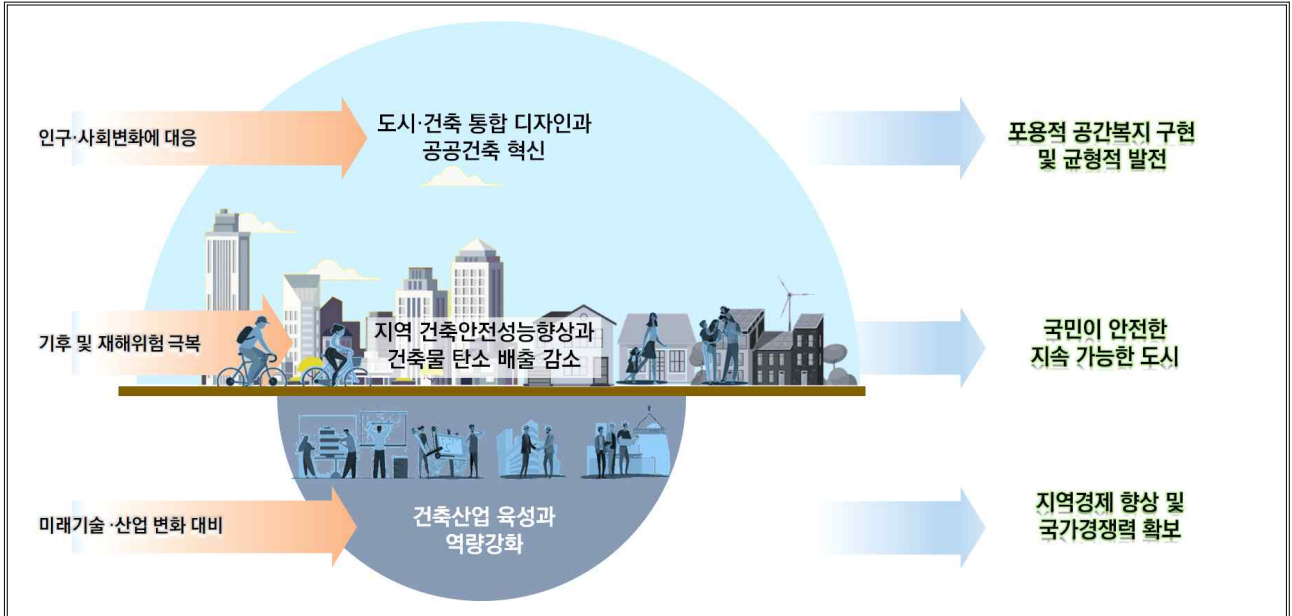 인구·사회변화에 대응
도시·건축 통합 디자인과
공공건축 혁신
포용적 공간복지 구현
및 균형적 발전
기후 및 재해위험 극복
지역 건축안전성능향상과
건축물 탄소 배출 감소
국민이 안전한
지속 가능한 도시
미래기술 ·산업 변화 대비
건축산업 육성과
역량강화
지역경제 향상 및
국가경쟁력 확보